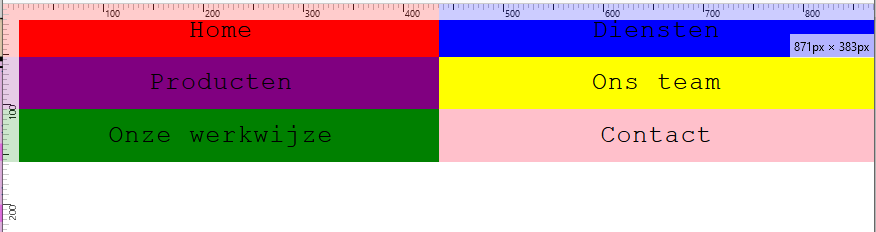 100 200 300 400 500 600 700 800
Home Diensten
871px × 383px
Producten Ons team
100
Onze werkwijze Contact
200